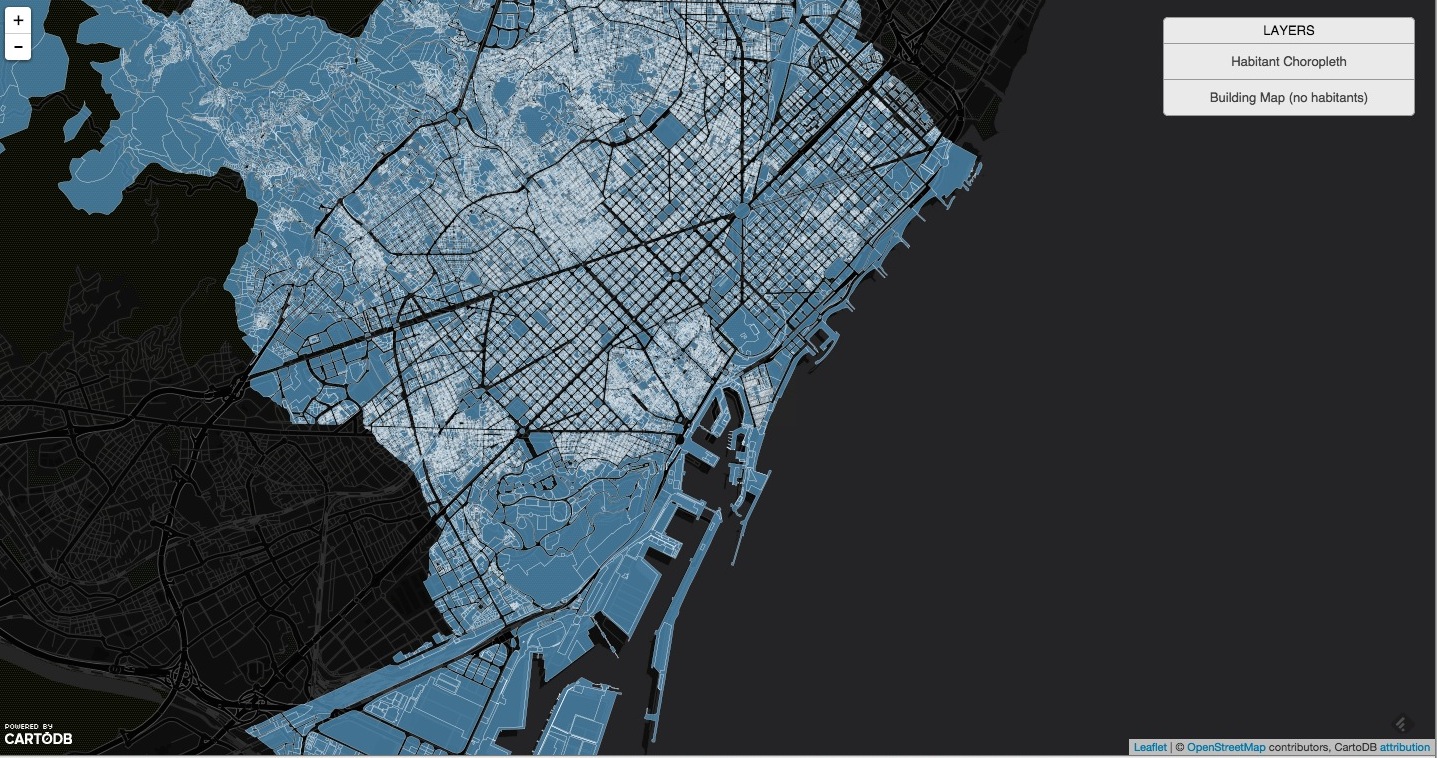 +
-
LAYERS
Habitant Choropleth
Building Map (no habitants)
POWERED BY
CARTODB
Leaflet | © OpenStreetMap contributors, CartoDB attribution